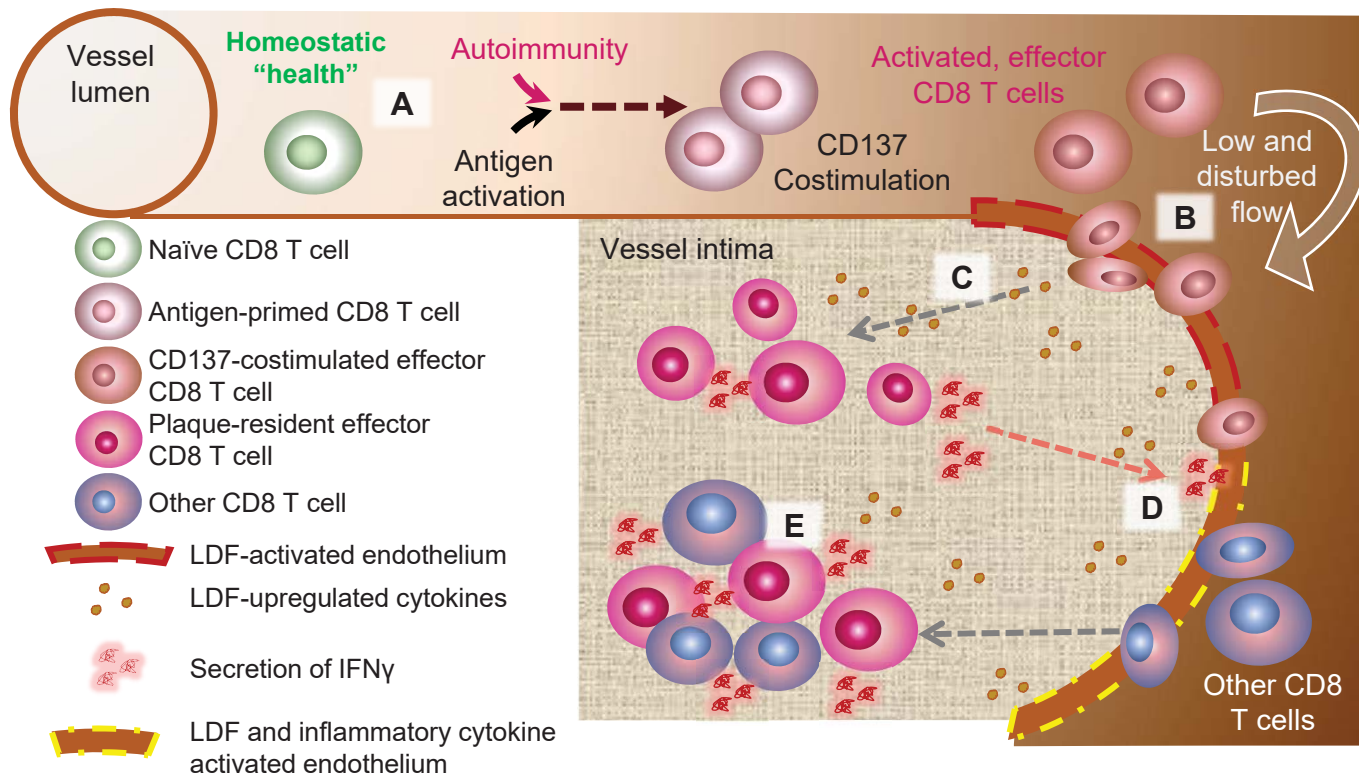 Vessel
lumen
Homeostatic
“health”
A
Autoimmunity
Antigen
activation
CD137
Costimulation
Activated, effector
CD8 T cells
Low and
disturbed
flow
B
Vessel intima
C
D
E
Other CD8
T cells
Naïve CD8 T cell
Antigen-primed CD8 T cell
CD137-costimulated effector
CD8 T cell
Plaque-resident effector
CD8 T cell
Other CD8 T cell
LDF-activated endothelium
LDF-upregulated cytokines
Secretion of IFNγ
LDF and inflammatory cytokine
activated endothelium